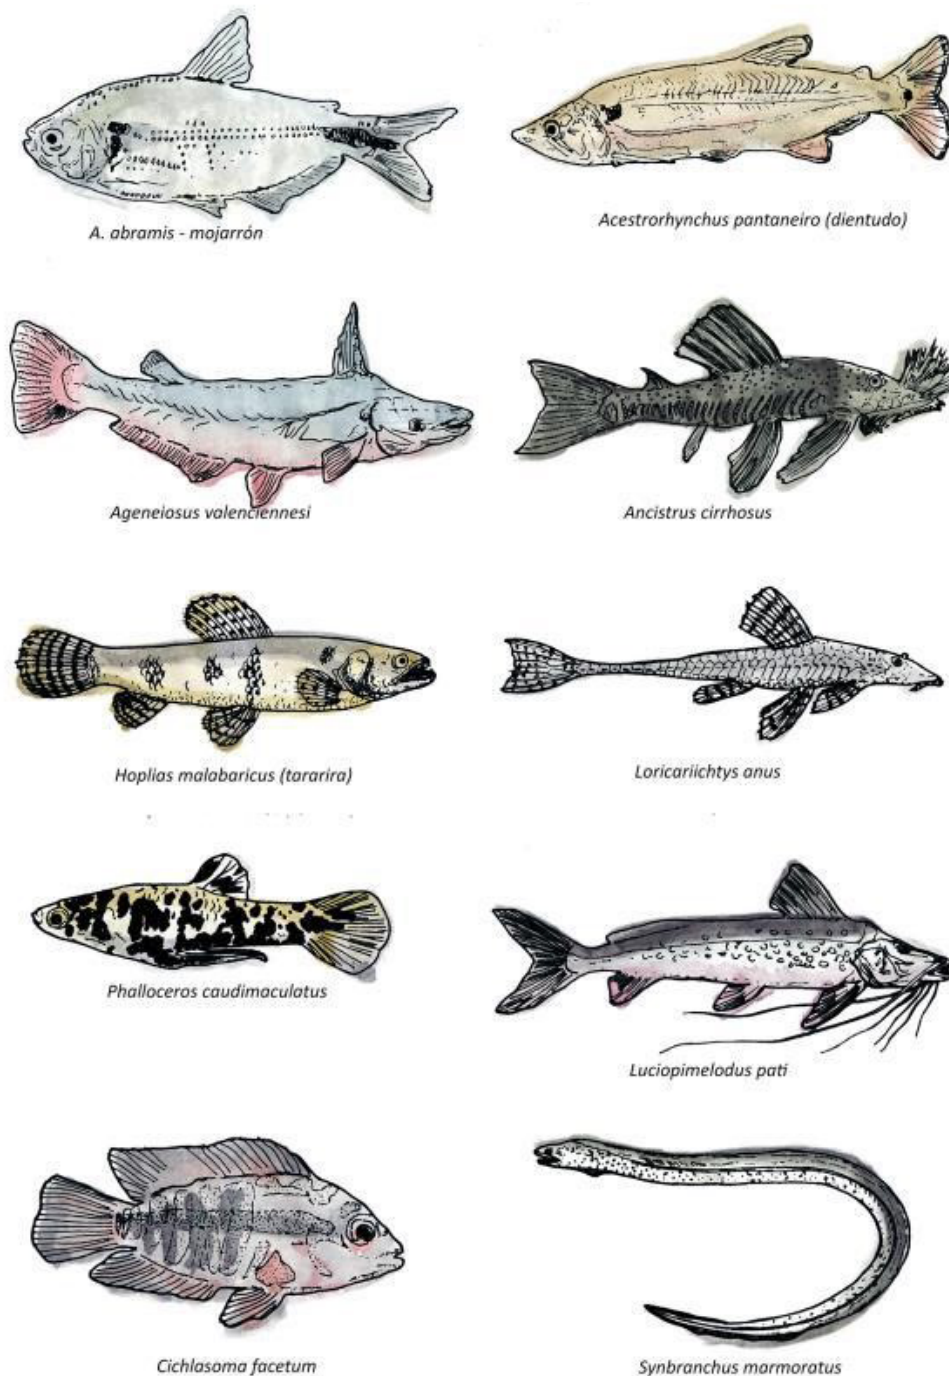 A. abramis - mojarrón
Acestrorhynchus pantaneiro (dientudo)
Ageneiosus valenciennesi
Ancistrus cirrhosus
Hoplias malabaricus (tararira)
Loricariichtys anus
Phalloceros caudimaculatus
Luciopimelodus pati
Cichlasoma facetum
Synbranchus marmoratus